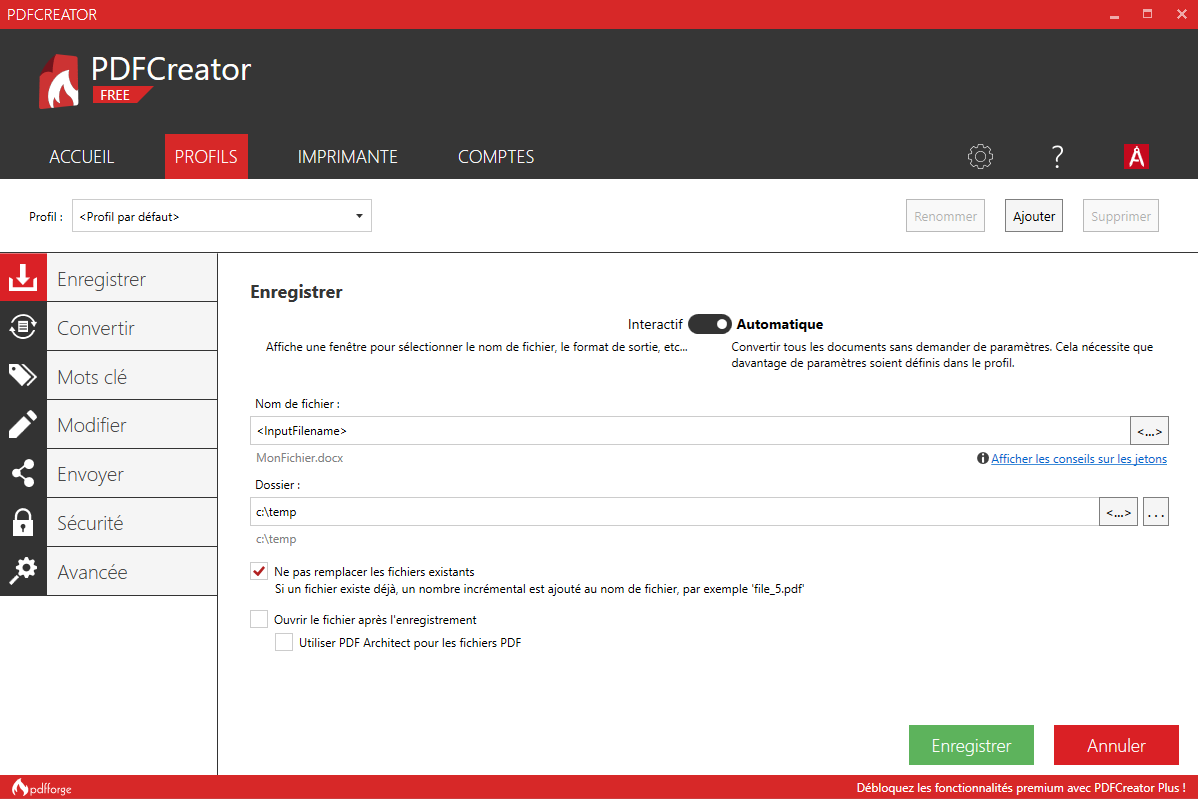 PDFCREATOR
PDFCreator
FREE
ACCUEIL PROFILS IMPRIMANTE COMPTES ?
Profil : <Profil par défaut> Renommer Ajouter Supprimer
Enregistrer
Convertir
Mots clé
Modifier
Envoyer
Sécurité
Avancée
Enregistrer
Interactif Automatique
Affiche une fenêtre pour sélectionner le nom de fichier, le format de sortie, etc...
Convertir tous les documents sans demander de paramètres. Cela nécessite que
davantage de paramètres soient définis dans le profil.
Nom de fichier :
<InputFilename> <...>
MonFichier.docx Afficher les conseils sur les jetons
Dossier :
c:\temp <...> ...
c:\temp
Ne pas remplacer les fichiers existants
Si un fichier existe déjà, un nombre incrémental est ajouté au nom de fichier, par exemple 'file_5.pdf'
Ouvrir le fichier après l'enregistrement
Utiliser PDF Architect pour les fichiers PDF
Enregistrer Annuler
pdfforge Débloquez les fonctionnalités premium avec PDFCreator Plus !